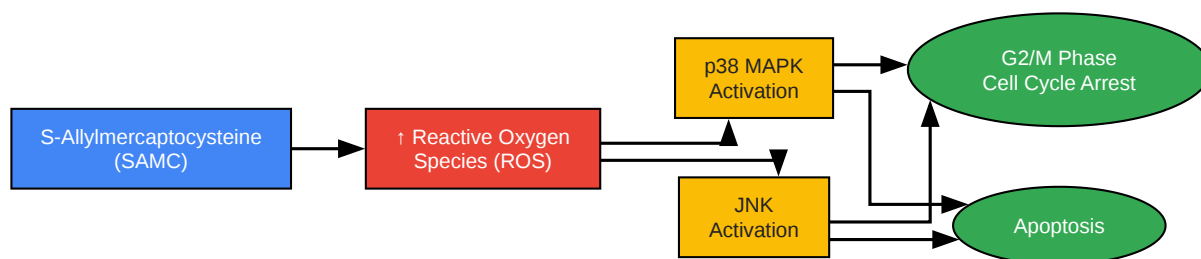 S-Allylmercaptocysteine
(SAMC)
↑ Reactive Oxygen
Species (ROS)
p38 MAPK
Activation
JNK
Activation
G2/M Phase
Cell Cycle Arrest
Apoptosis